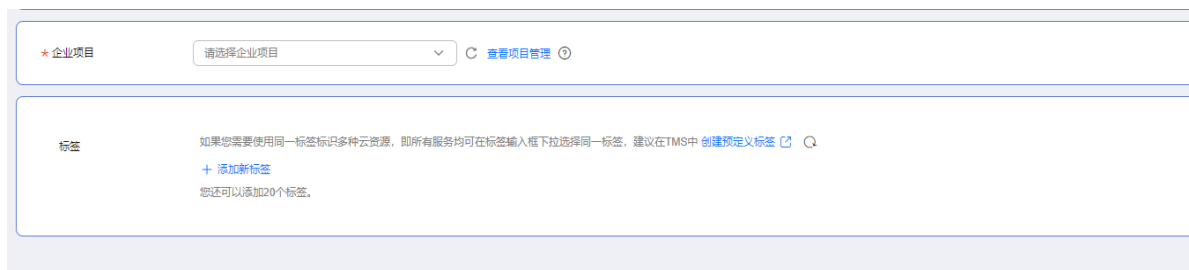 * 企业项目 请选择企业项目 查看项目管理
标签 如果您需要使用同一标签标识多种云资源，即所有服务均可在标签输入框下拉选择同一标签，建议在TMS中 创建预定义标签
+ 添加新标签
您还可以添加20个标签。